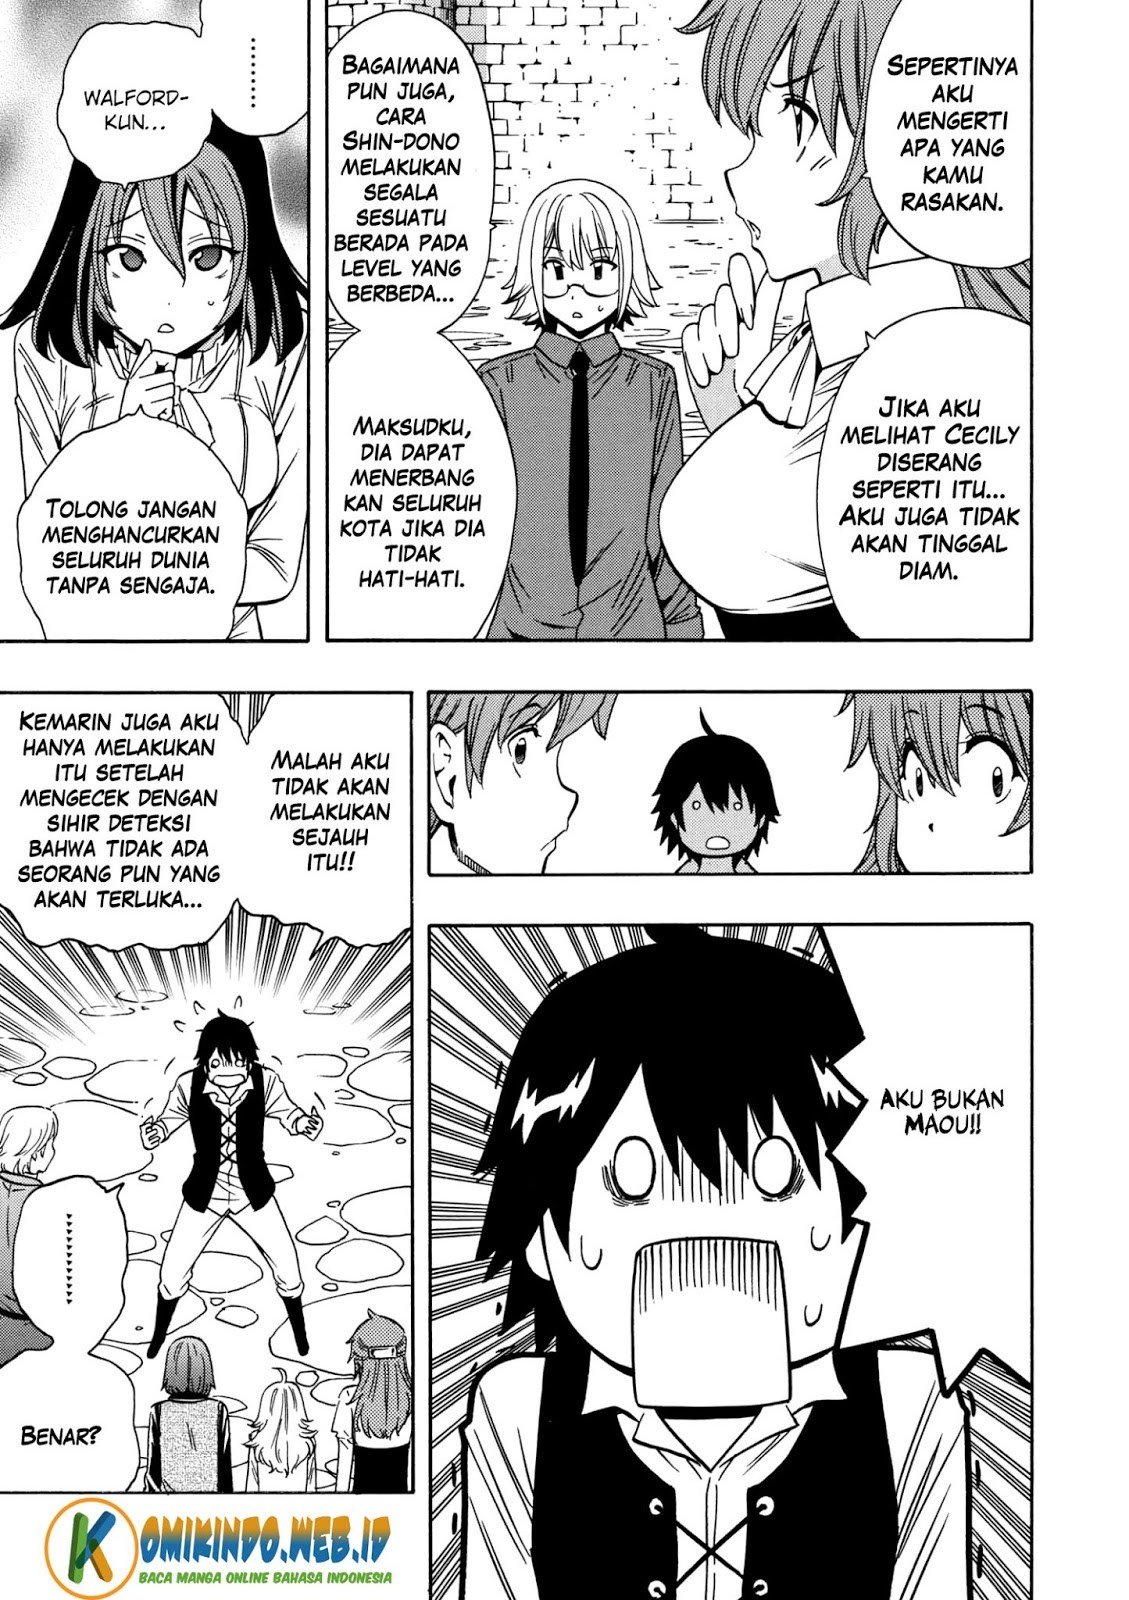 SEPERTINYA
AKU
MENGERTI
APA YANG
KAMU
RASAKAN.
JIKA AKU
MELIHAT CECILY
DISERANG
SEPERTI ITU...
AKU JUGA TIDAK
AKAN TINGGAL
DIAM.
BAGAIMANA
PUN JUGA,
CARA
SHIN-DONO
MELAKUKAN
SEGALA
SESUATU
BERADA PADA
LEVEL YANG
BERBEDA...
MAKSUDKU,
DIA DAPAT
MENERBANG
KAN SELURUH
KOTA JIKA DIA
TIDAK
HATI-HATI.
.........
WALFORD-
KUN...
TOLONG JANGAN
MENGHANCURKAN
SELURUH DUNIA
TANPA SENGAJA.
AKU BUKAN
MAOU!!
MALAH AKU
TIDAK AKAN
MELAKUKAN
SEJAUH
ITU!!
KEMARIN JUGA AKU
HANYA MELAKUKAN
ITU SETELAH
MENGECEK DENGAN
SIHIR DETEKSI
BAHWA TIDAK ADA
SEORANG PUN YANG
AKAN TERLUKA...
............
BENAR?
KOMIKINDO.WEB.ID
BACA MANGA ONLINE BAHASA INDONESIA